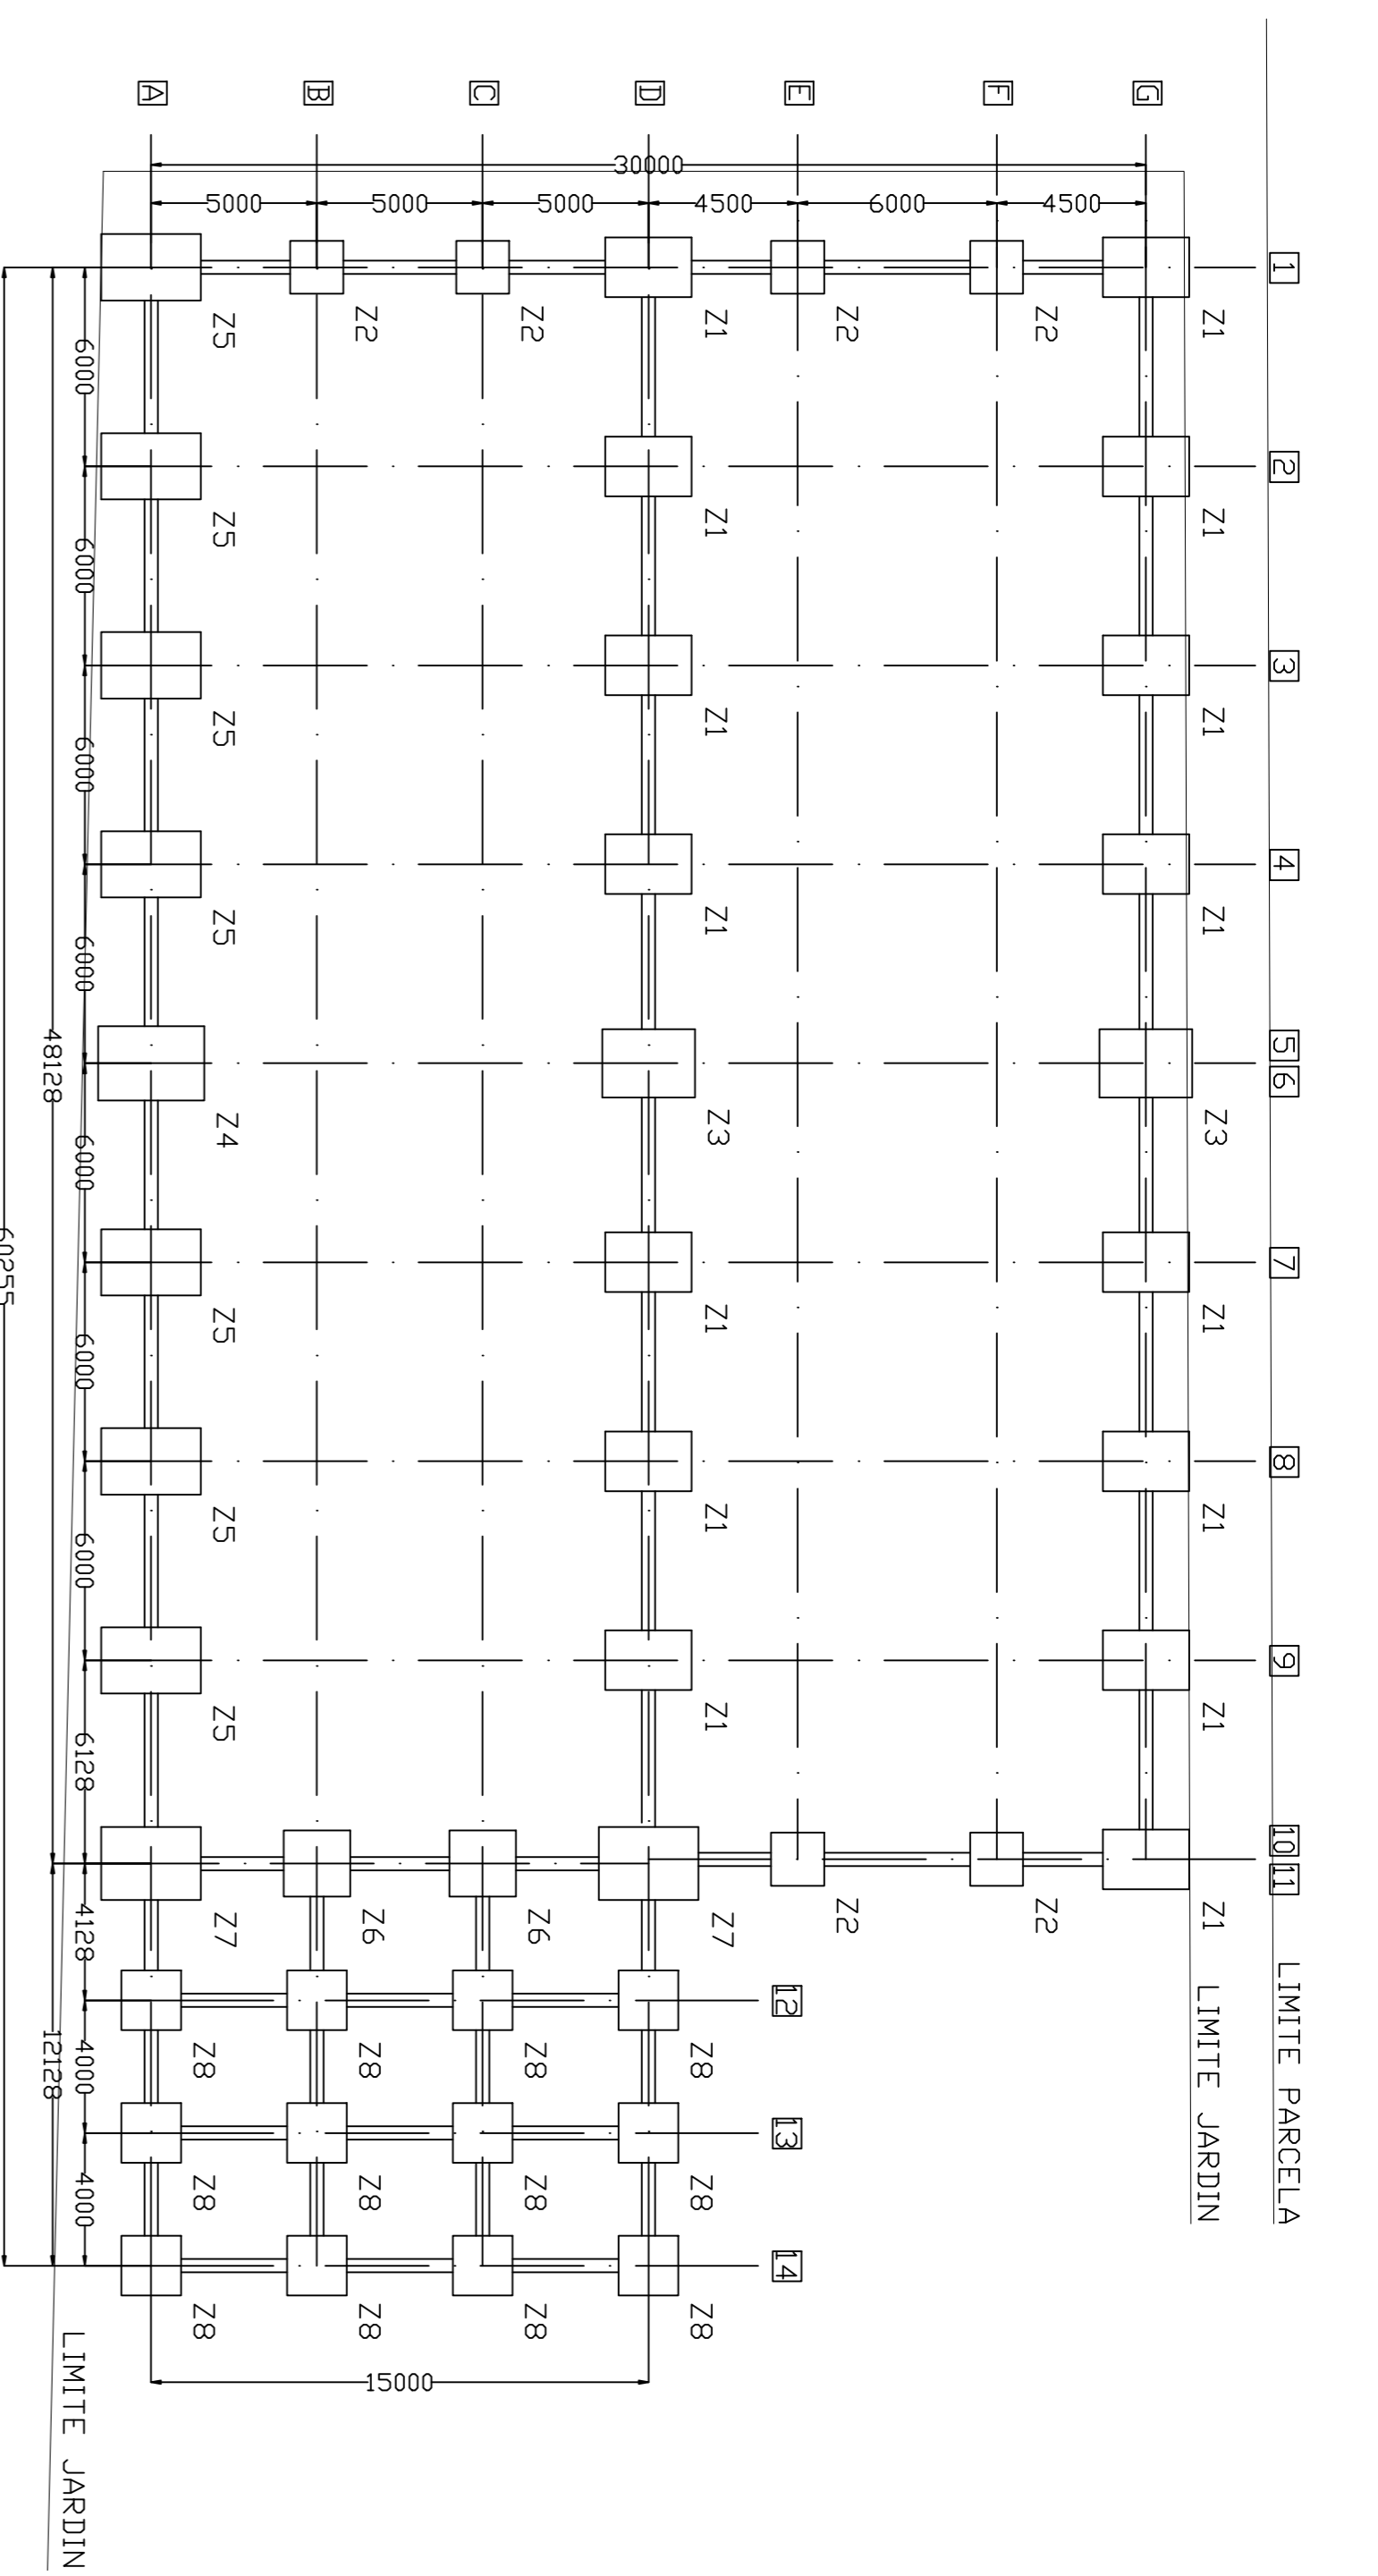 1 2 3 4 5 6 7 8 9 10 11
LIMITE PARCELA
Z1 Z1 Z1 Z1 Z3 Z1 Z1 Z1 Z1
LIMITE JARDIN
G
4500
Z2 Z2
F
6000
Z2 Z2
E
12 13 14
4500
Z1 Z1 Z1 Z1 Z3 Z1 Z1 Z1 Z7 Z8 Z8 Z8
D
30000
5000
Z2 Z6 Z8 Z8 Z8
C
5000
15000
Z2 Z6 Z8 Z8 Z8
B
5000
Z5 Z5 Z5 Z5 Z4 Z5 Z5 Z5 Z7 Z8 Z8 Z8
A
6000 6000 6000 6000 6000 6000 6000 6128 4128 4000 4000
LIMITE JARDIN
48128 12128
60255